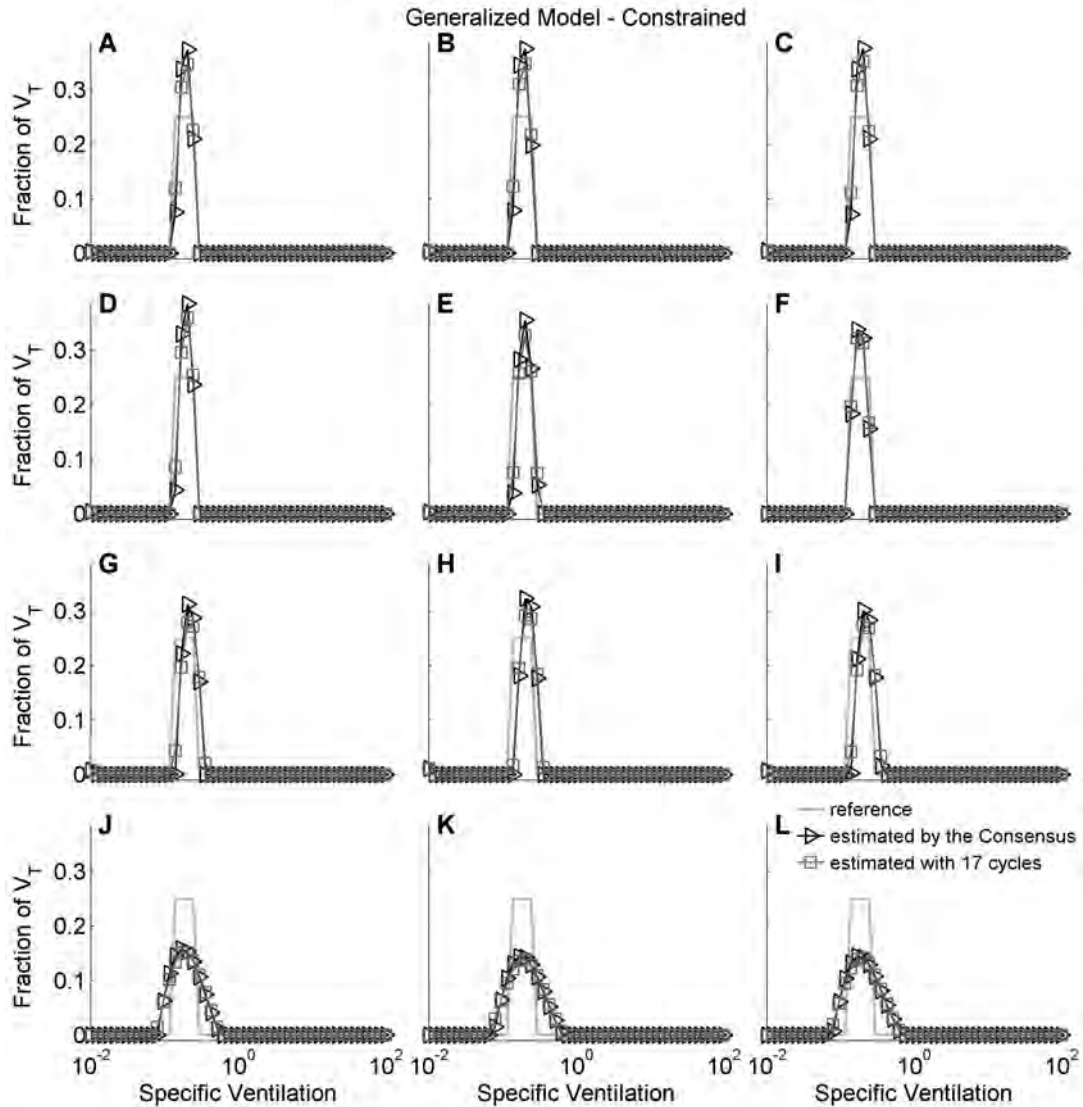 Generalized Model - Constrained
A B C
Fraction of V_T
0.3
0.2
0.1
0
D E F
Fraction of V_T
0.3
0.2
0.1
0
G H I
Fraction of V_T
0.3
0.2
0.1
0
J K L
reference
estimated by the Consensus
estimated with 17 cycles
Fraction of V_T
0.3
0.2
0.1
0
10^-2 10^0 10^2 10^-2 10^0 10^2 10^-2 10^0 10^2
Specific Ventilation Specific Ventilation Specific Ventilation